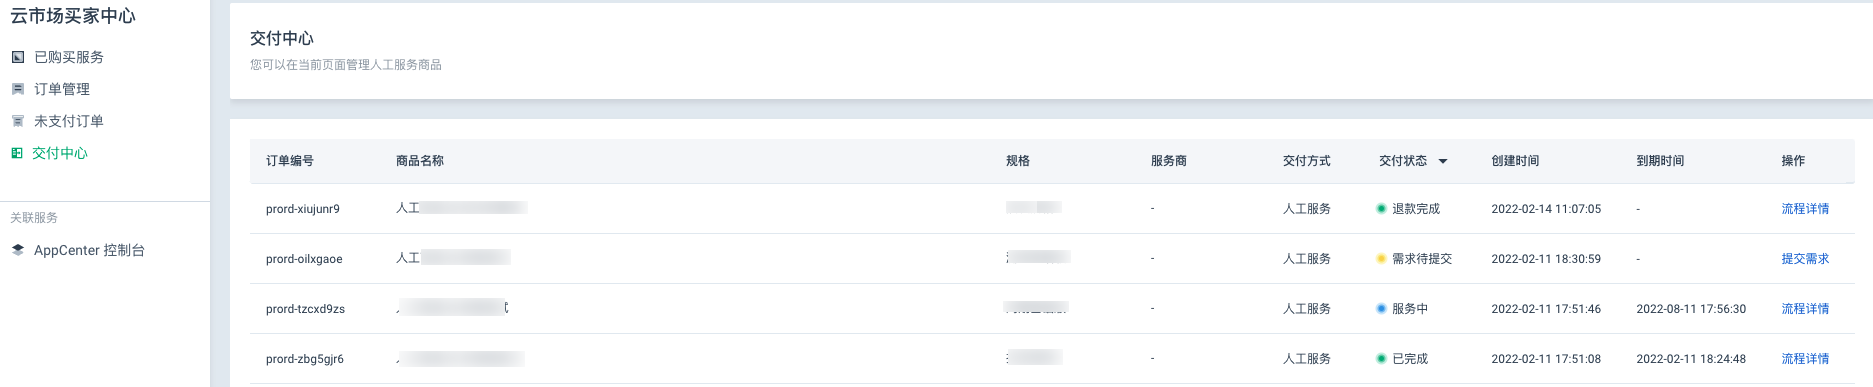 云市场买家中心
已购买服务
订单管理
未支付订单
交付中心
关联服务
AppCenter 控制台
交付中心
您可以在当前页面管理人工服务商品
订单编号 商品名称 规格 服务商 交付方式 交付状态 创建时间 到期时间 操作
prord-xiujunr9 人工 - 人工服务 退款完成 2022-02-14 11:07:05 - 流程详情
prord-oilxgaoe 人工 - 人工服务 需求待提交 2022-02-11 18:30:59 - 提交需求
prord-tzcxd9zs - 人工服务 服务中 2022-02-11 17:51:46 2022-08-11 17:56:30 流程详情
prord-zbg5gjr6 - 人工服务 已完成 2022-02-11 17:51:08 2022-02-11 18:24:48 流程详情